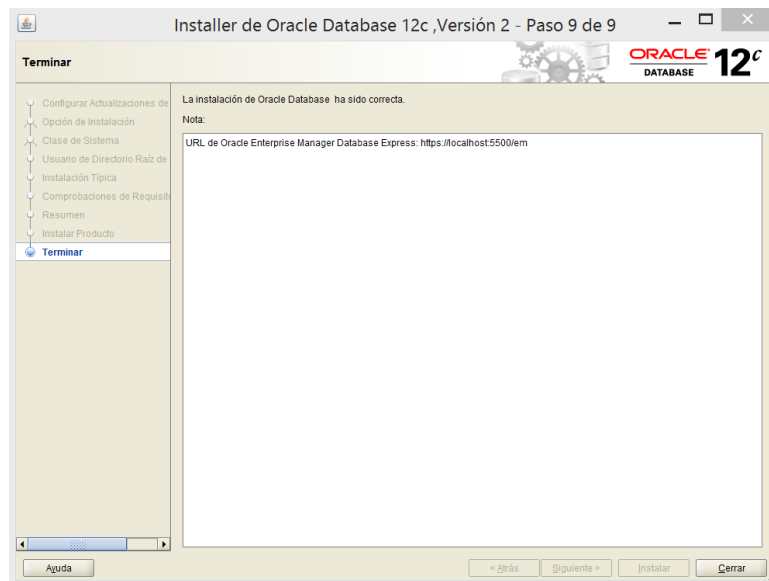 Installer de Oracle Database 12c ,Versión 2 - Paso 9 de 9
Terminar
ORACLE
DATABASE
12c
Configurar Actualizaciones de
Opción de Instalación
Clase de Sistema
Usuario de Directorio Raíz de
Instalación Típica
Comprobaciones de Requisito
Resumen
Instalar Producto
Terminar
La instalación de Oracle Database ha sido correcta.
Nota:
URL de Oracle Enterprise Manager Database Express: https://localhost:5500/em
Ayuda
< Atrás
Siguiente >
Instalar
Cerrar